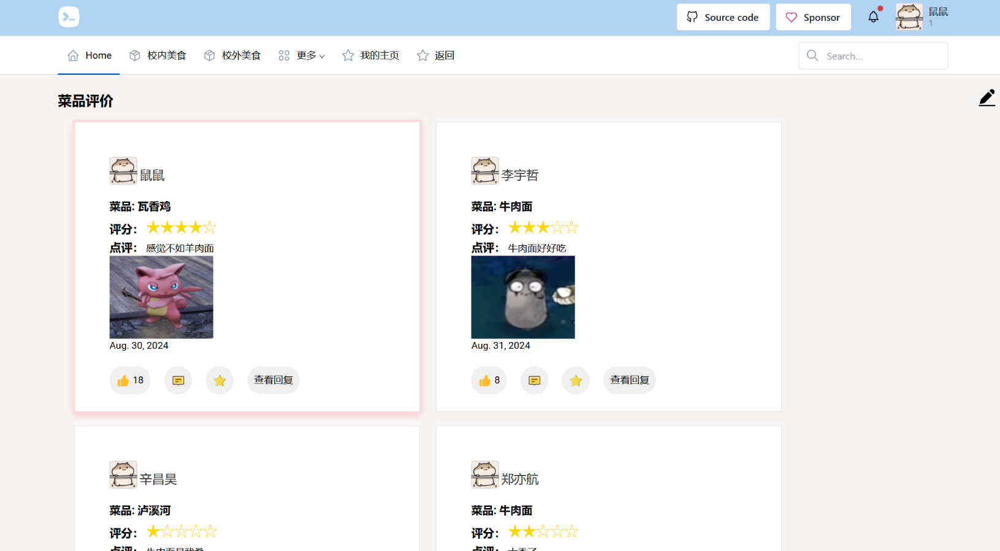 Source code
Sponsor
鼠鼠
1
Home
校内美食
校外美食
更多
我的主页
返回
Search...
菜品评价
鼠鼠
菜品: 瓦香鸡
评分：★★★★☆
点评： 感觉不如羊肉面
Aug. 30, 2024
18
查看回复
李宇哲
菜品: 牛肉面
评分：★★★☆☆
点评： 牛肉面好好吃
Aug. 31, 2024
8
查看回复
辛昌昊
菜品: 泸溪河
评分：★☆☆☆☆
点评：
郑亦航
菜品: 牛肉面
评分：★★☆☆☆
点评：